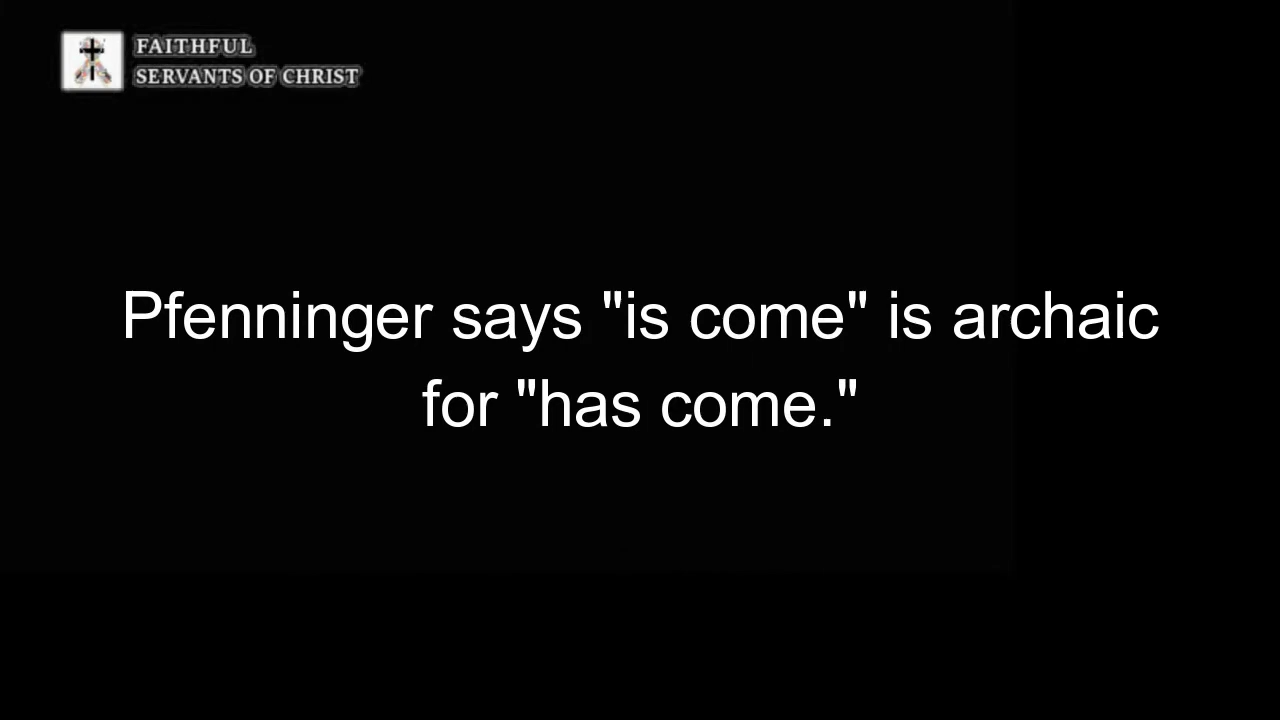 FAITHFUL
SERVANTS OF CHRIST
Pfenninger says "is come" is archaic
for "has come."